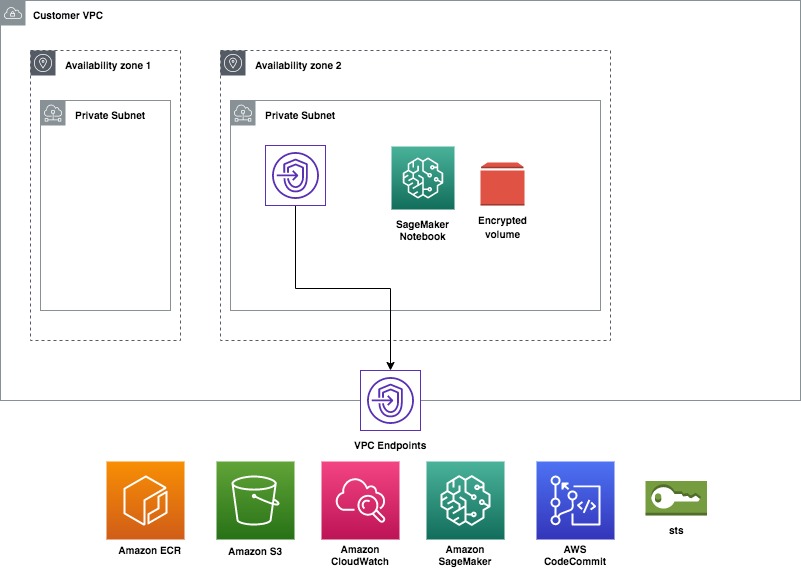 Customer VPC
Availability zone 1
Availability zone 2
Private Subnet
Private Subnet
SageMaker
Notebook
Encrypted
volume
VPC Endpoints
Amazon ECR
Amazon S3
Amazon
CloudWatch
Amazon
SageMaker
AWS
CodeCommit
sts